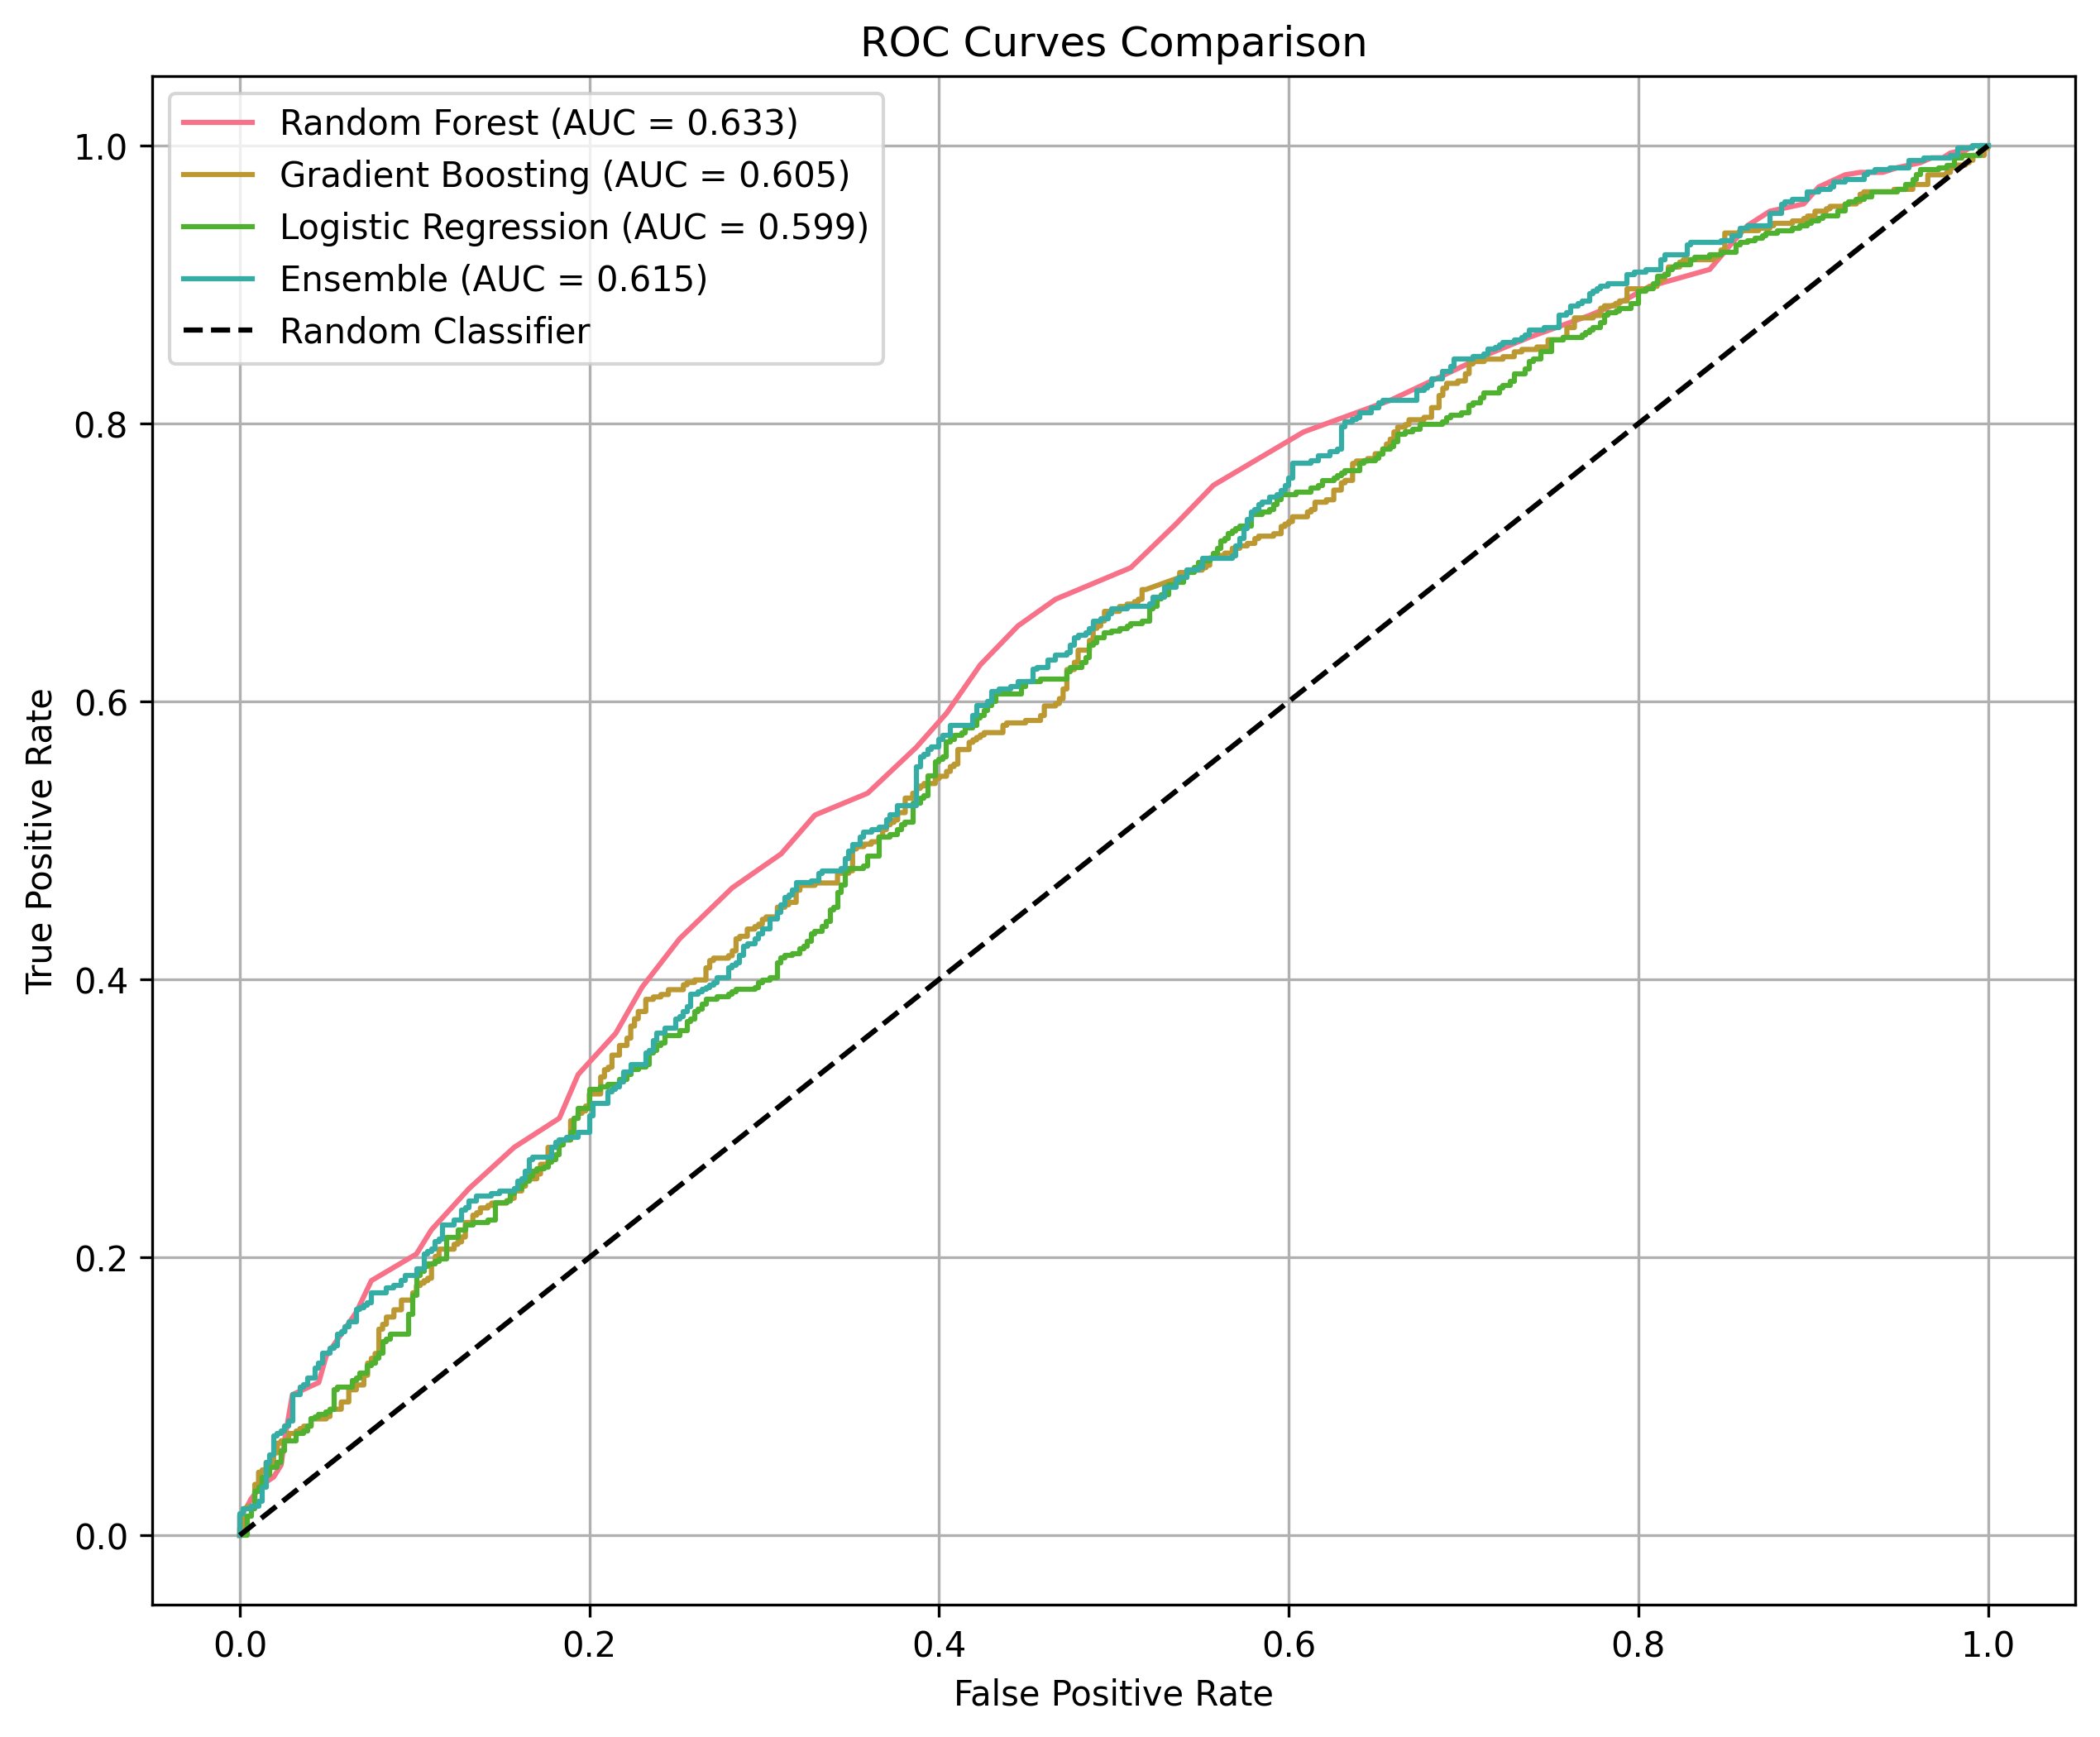 ROC Curves Comparison
Random Forest (AUC = 0.633)
Gradient Boosting (AUC = 0.605)
Logistic Regression (AUC = 0.599)
Ensemble (AUC = 0.615)
Random Classifier
True Positive Rate
1.0
0.8
0.6
0.4
0.2
0.0
0.0 0.2 0.4 0.6 0.8 1.0
False Positive Rate